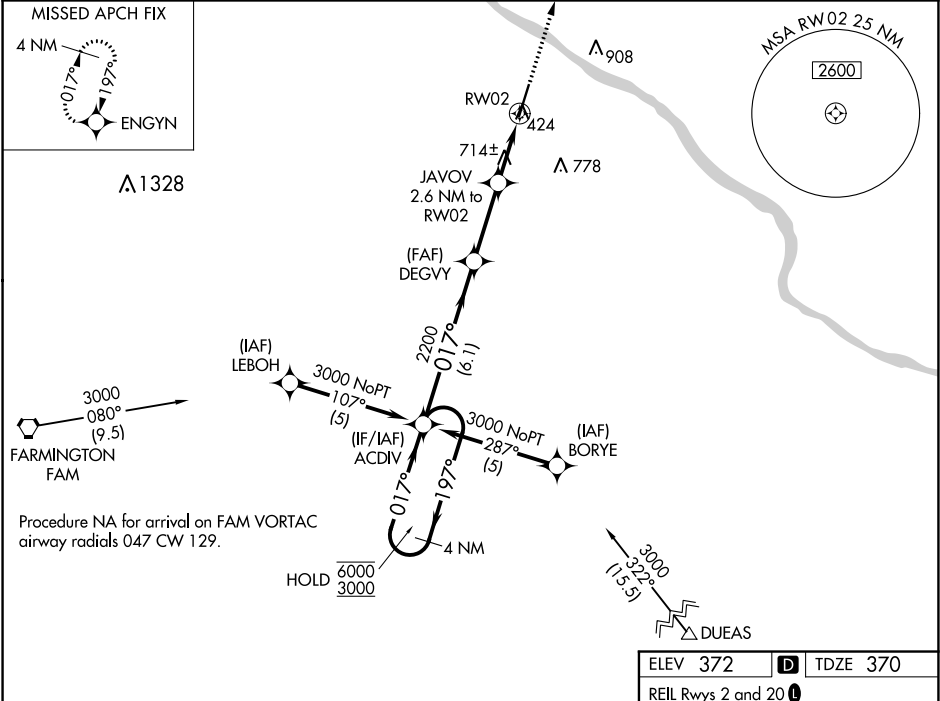 MISSED APCH FIX
4 NM
017°
197°
ENGYN
1328
908
RW02
424
714±
778
JAVOV
2.6 NM to
RW02
(FAF)
DEGVY
MSA RW02 25 NM
2600
2200
017°
(6.1)
(IAF)
LEBOH
3000 NoPT
107°
(5)
(IF/IAF)
ACDIV
3000 NoPT
287°
(5)
(IAF)
BORYE
3000
080°
(9.5)
FARMINGTON
FAM
017°
197°
4 NM
HOLD
6000
3000
Procedure NA for arrival on FAM VORTAC
airway radials 047 CW 129.
3000
322°
(15.5)
DUEAS
ELEV 372 D TDZE 370
REIL Rwys 2 and 20 L